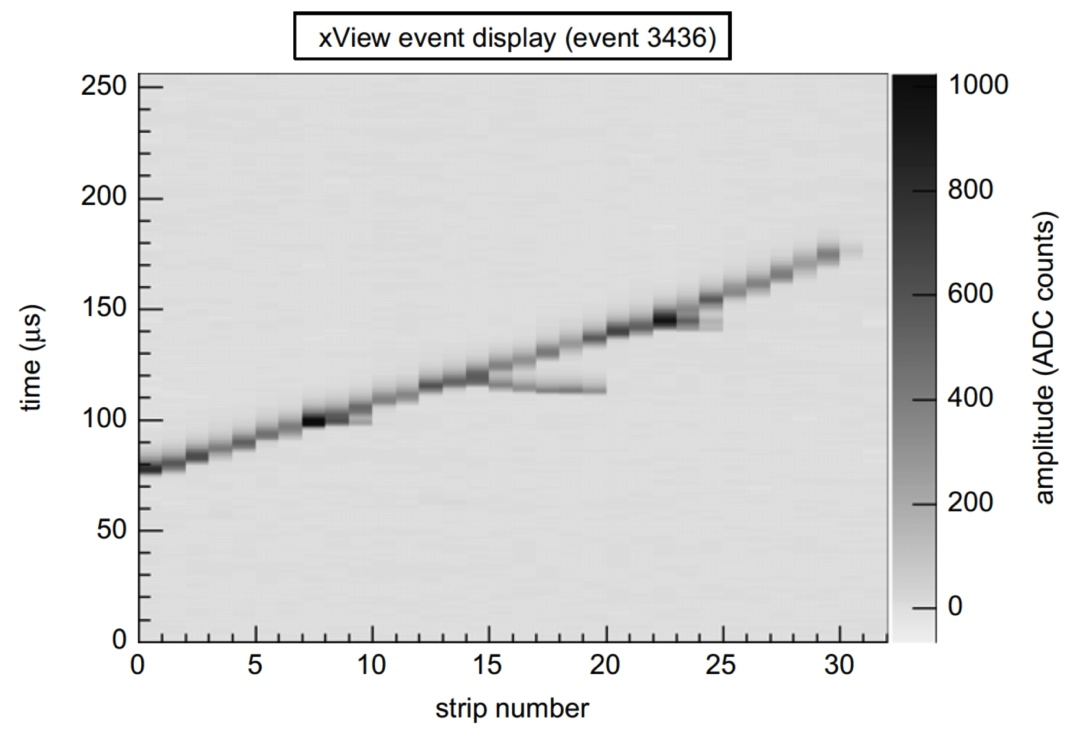 xView event display (event 3436)
250
200
150
100
50
0
time (μs)
0 5 10 15 20 25 30
strip number
1000
800
600
400
200
0
amplitude (ADC counts)